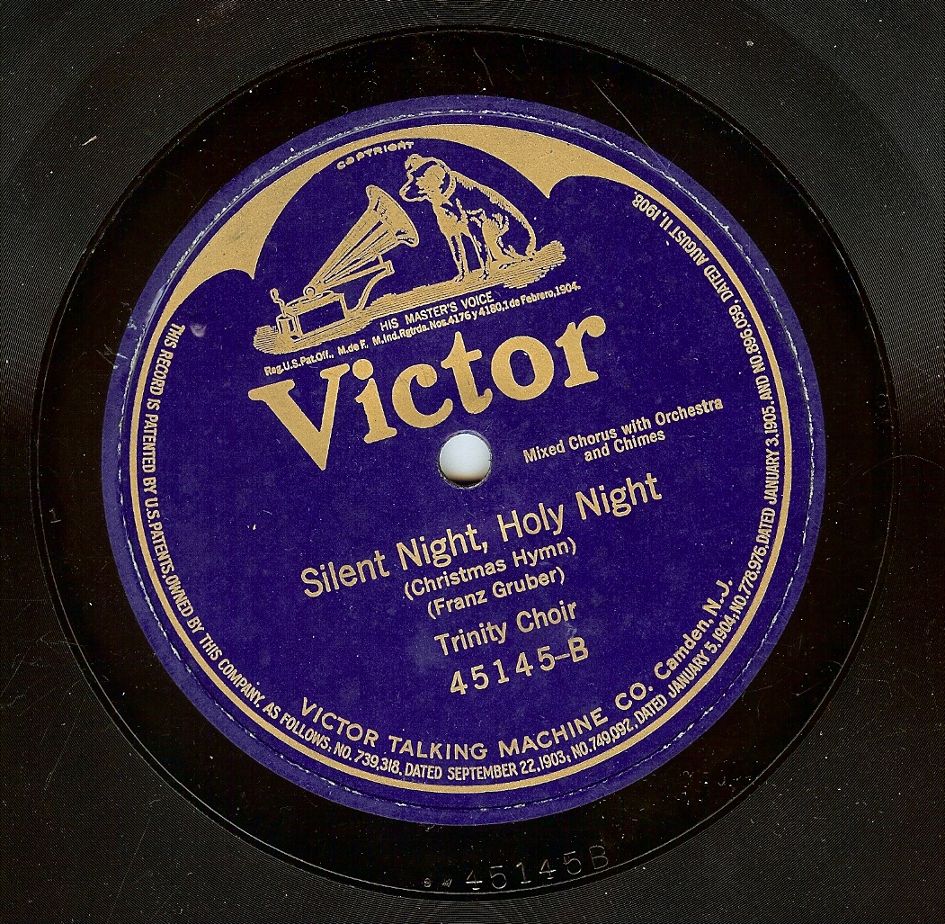 COPYRIGHT
HIS MASTER'S VOICE
Reg.U.S.Pat.Off., M.de F., M.Ind.Rgtrda.Nos.4176 y 4180,1 de Febrero,1904.
Victor
Mixed Chorus with Orchestra
and Chimes
Silent Night, Holy Night
(Christmas Hymn)
(Franz Gruber)
Trinity Choir
45145-B
VICTOR TALKING MACHINE CO. Camden, N.J.
THIS RECORD IS PATENTED BY U.S. PATENTS, OWNED BY THIS COMPANY, AS FOLLOWS: NO. 739,318, DATED SEPTEMBER 22, 1903; NO. 749,092, DATED JANUARY 5, 1904; NO. 778,976, DATED JANUARY 3, 1905. AND NO. 896,059, DATED AUGUST 11, 1908.
1
45145B